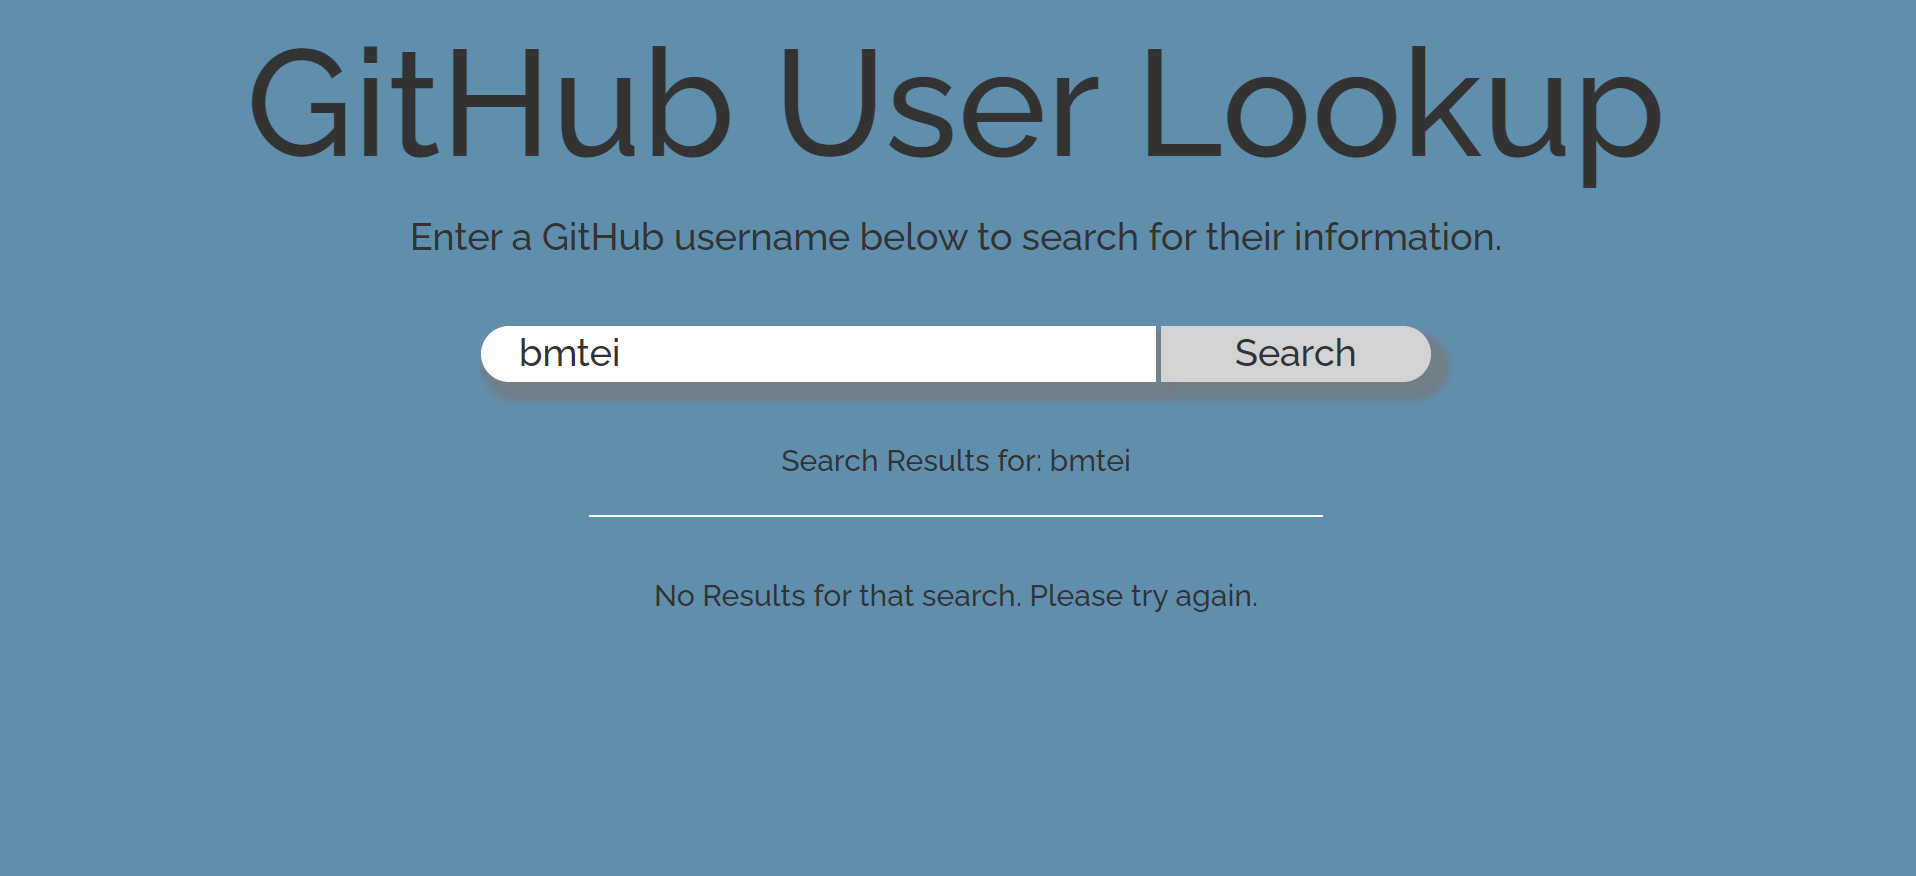 GitHub User Lookup
Enter a GitHub username below to search for their information.
bmtei Search
Search Results for: bmtei
No Results for that search. Please try again.